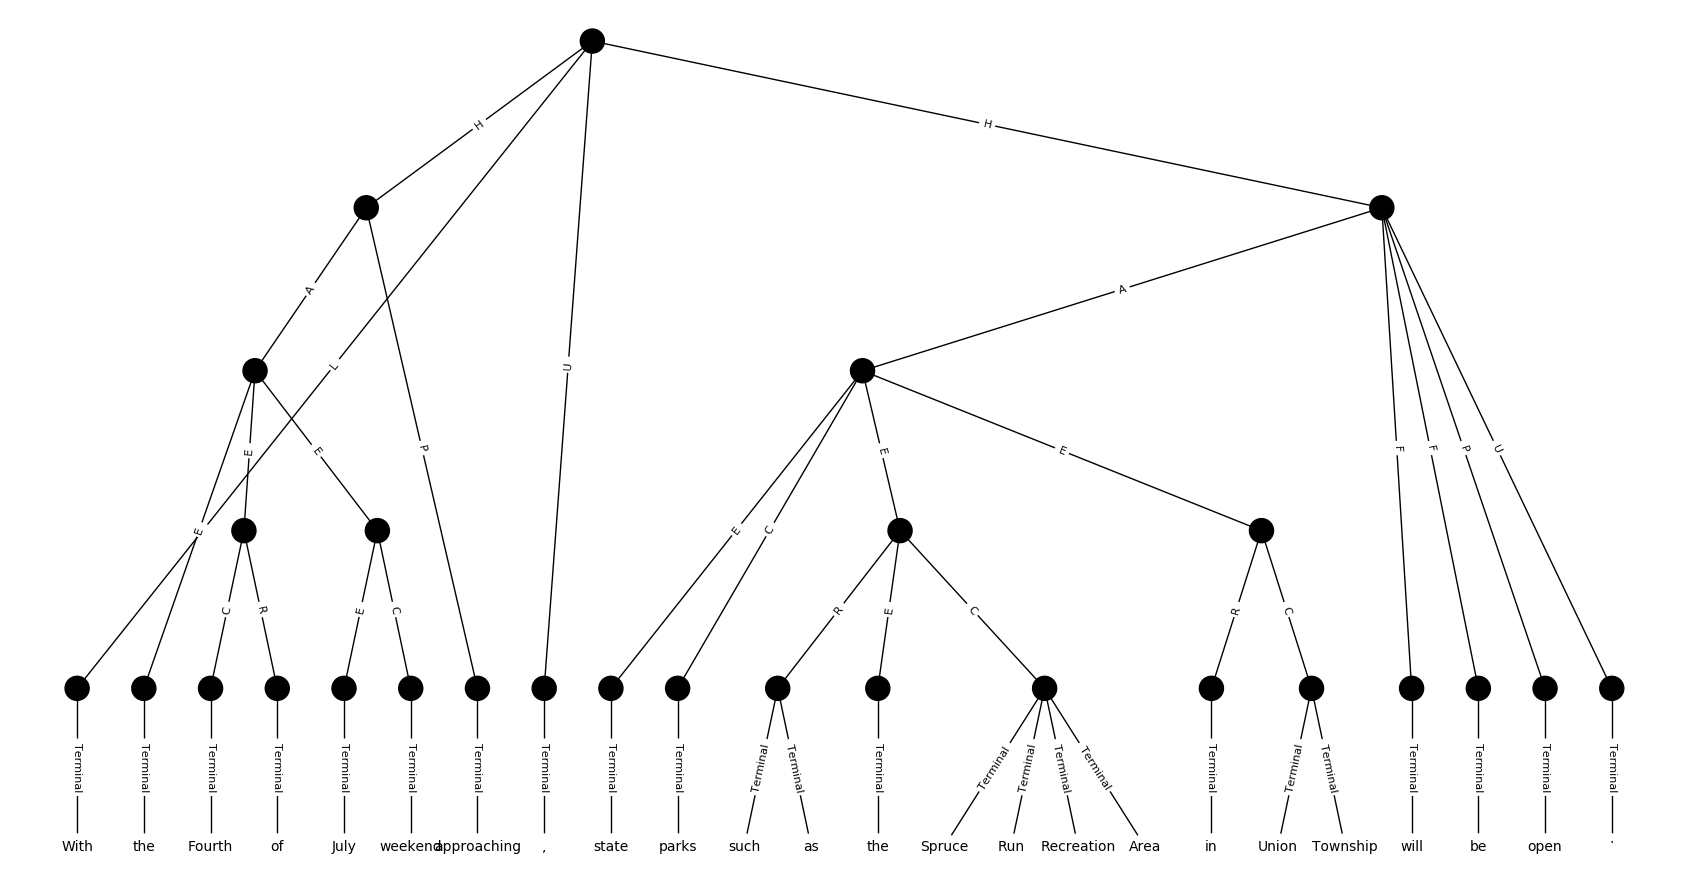 H
H
A
A
L
U
E
E
P
E
E
F
F
P
U
E
E
C
C
R
E
C
R
E
C
R
C
Terminal Terminal Terminal Terminal Terminal Terminal Terminal Terminal Terminal Terminal Terminal Terminal Terminal Terminal Terminal Terminal Terminal Terminal Terminal Terminal Terminal Terminal Terminal Terminal
With the Fourth of July weekend approaching , state parks such as the Spruce Run Recreation Area in Union Township will be open .